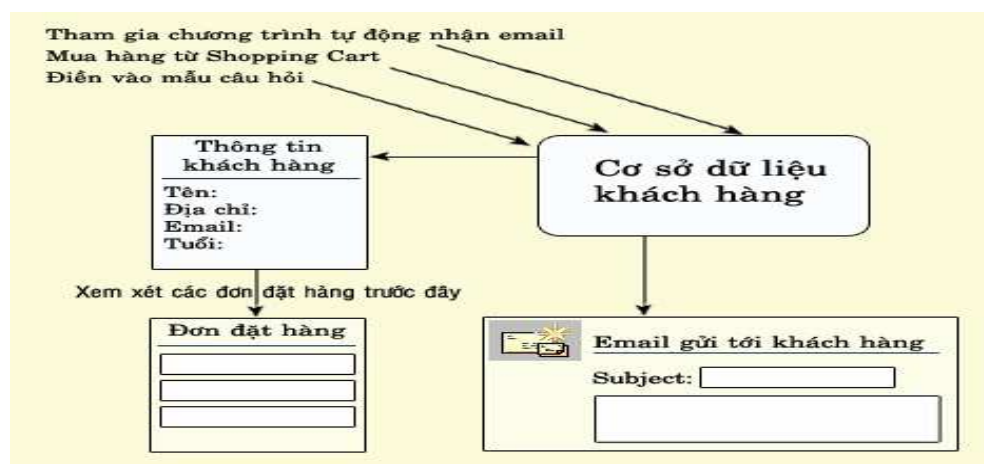 Tham gia chương trình tự động nhận email
Mua hàng từ Shopping Cart
Điền vào mẫu câu hỏi
Thông tin
khách hàng
Tên:
Địa chỉ:
Email:
Tuổi:
Cơ sở dữ liệu
khách hàng
Xem xét các đơn đặt hàng trước đây
Đơn đặt hàng
Email gửi tới khách hàng
Subject: